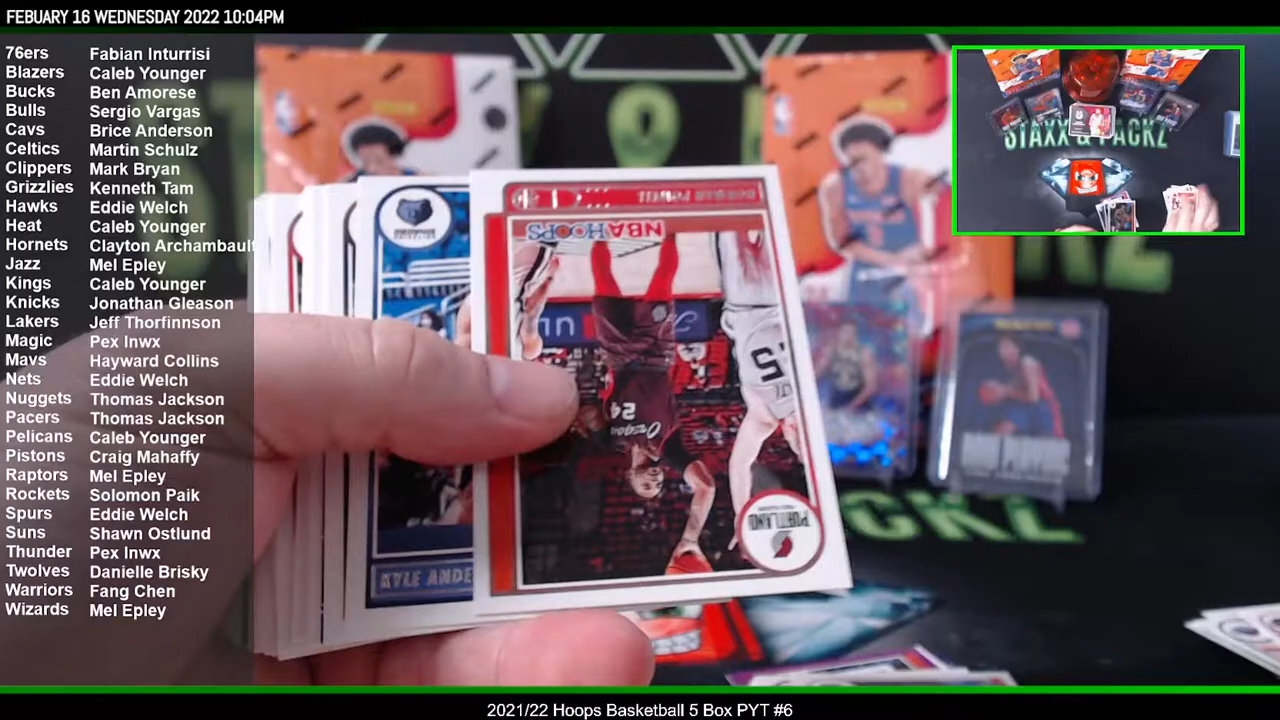 FEBUARY 16 WEDNESDAY 2022 10:04PM
76ers Fabian Inturrisi
Blazers Caleb Younger
Bucks Ben Amorese
Bulls Sergio Vargas
Cavs Brice Anderson
Celtics Martin Schulz
Clippers Mark Bryan
Grizzlies Kenneth Tam
Hawks Eddie Welch
Heat Caleb Younger
Hornets Clayton Archambault
Jazz Mel Epley
Kings Caleb Younger
Knicks Jonathan Gleason
Lakers Jeff Thorfinnson
Magic Pex Inwx
Mavs Hayward Collins
Nets Eddie Welch
Nuggets Thomas Jackson
Pacers Thomas Jackson
Pelicans Caleb Younger
Pistons Craig Mahaffy
Raptors Mel Epley
Rockets Solomon Paik
Spurs Eddie Welch
Suns Shawn Ostlund
Thunder Pex Inwx
Twolves Danielle Brisky
Warriors Fang Chen
Wizards Mel Epley
STAXX & PACKZ
NBA HOOPS
24
Oregon
5
PORTLAND
KYLE ANDE
2021/22 Hoops Basketball 5 Box PYT #6